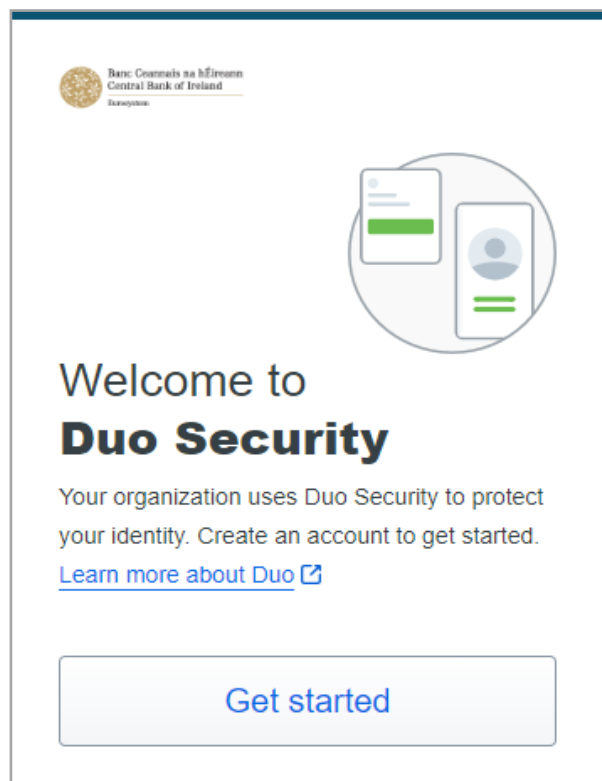 Banc Ceannais na hÉireann
Central Bank of Ireland
Eurosystem
Welcome to
Duo Security
Your organization uses Duo Security to protect
your identity. Create an account to get started.
Learn more about Duo
Get started